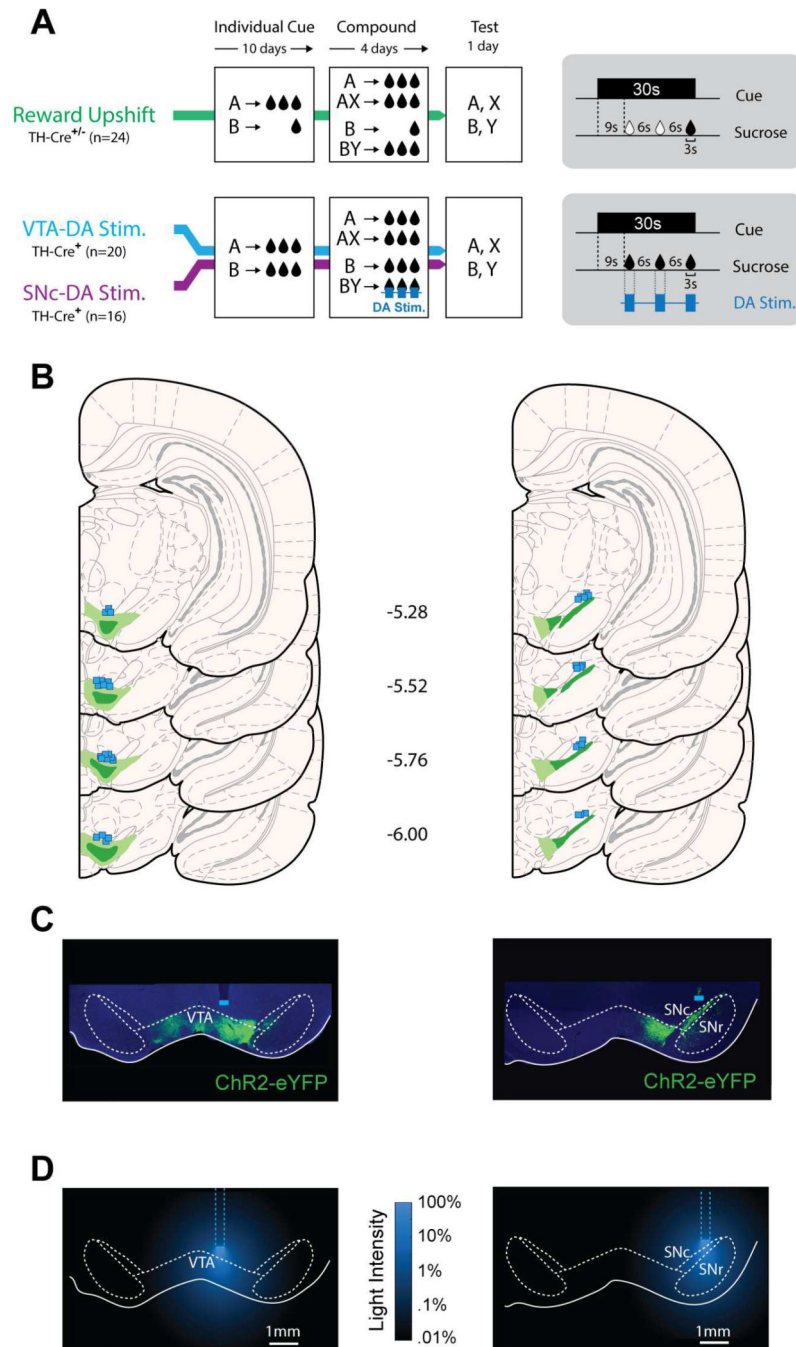 A
Individual Cue
10 days
Compound
4 days
Test
1 day
Reward Upshift
TH-Cre+/- (n=24)
A
B
A
AX
B
BY
A, X
B, Y
30s
Cue
9s 6s 6s
Sucrose
3s
VTA-DA Stim.
TH-Cre+ (n=20)
SNc-DA Stim.
TH-Cre+ (n=16)
A
B
A
AX
B
BY
DA Stim.
A, X
B, Y
30s
Cue
9s 6s 6s
Sucrose
3s
DA Stim.
B
-5.28
-5.52
-5.76
-6.00
C
VTA
ChR2-eYFP
SNc
SNr
ChR2-eYFP
D
VTA
1mm
Light Intensity
100%
10%
1%
.1%
.01%
SNc
SNr
1mm